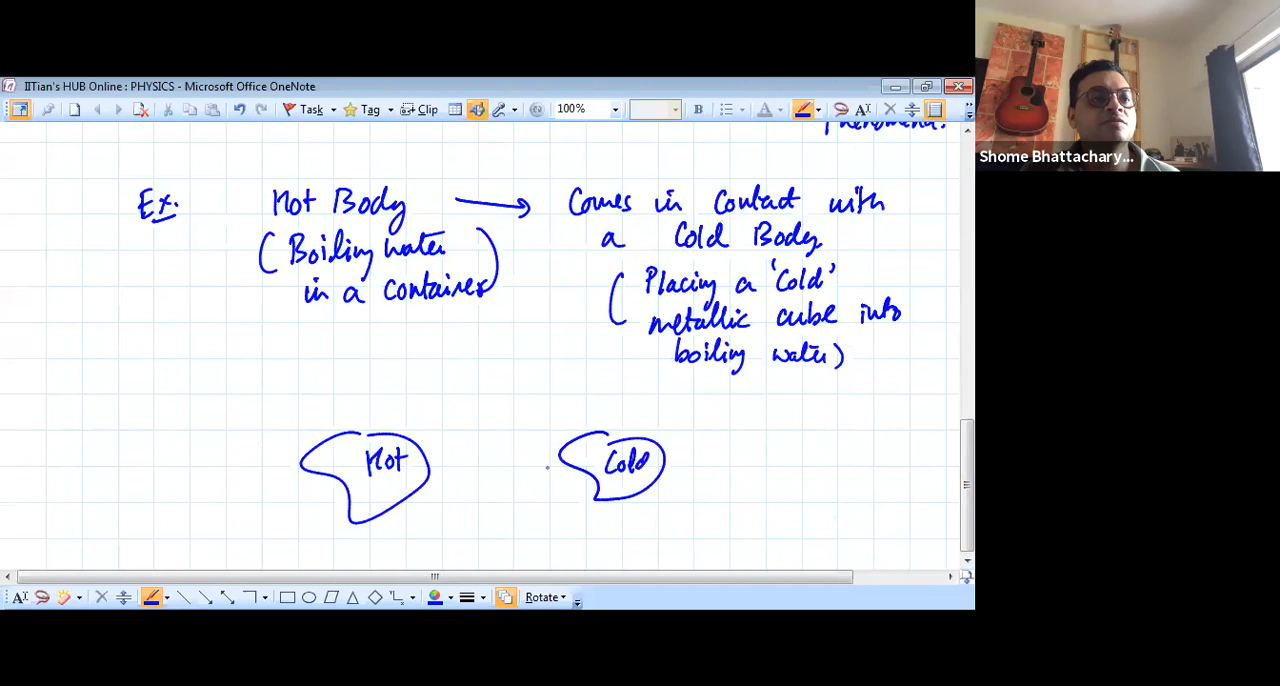 IITian's HUB Online : PHYSICS - Microsoft Office OneNote
Task Tag Clip 100% B A
Phenomena.
Shome Bhattachary...
Ex. Hot Body → Comes in Contact with
a Cold Body
(Boiling water
in a container)
(Placing a 'Cold'
metallic cube into
boiling water)
Hot Cold
Rotate